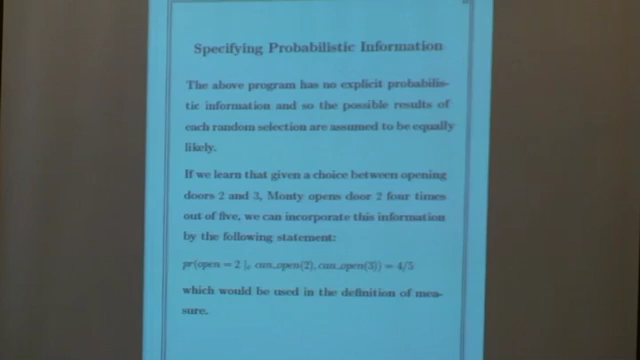 Specifying Probabilistic Information
The above program has no explicit probabilis-
tic information and so the possible results of
each random selection are assumed to be equally
likely.
If we learn that given a choice between opening
doors 2 and 3, Monty opens door 2 four times
out of five, we can incorporate this information
by the following statement:
pr(open = 2 |c can_open(2), can_open(3)) = 4/5
which would be used in the definition of mea-
sure.